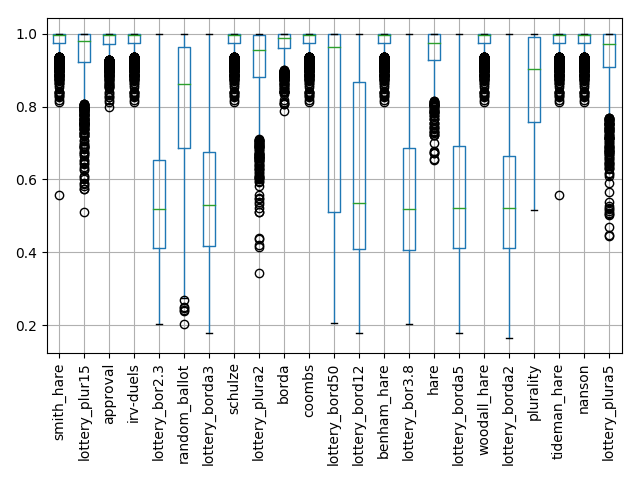 1.0
0.8
0.6
0.4
0.2
smith_hare
lottery_plur15
approval
irv-duels
lottery_bor2.3
random_ballot
lottery_borda3
schulze
lottery_plura2
borda
coombs
lottery_bord50
lottery_bord12
benham_hare
lottery_bor3.8
hare
lottery_borda5
woodall_hare
lottery_borda2
plurality
tideman_hare
nanson
lottery_plura5